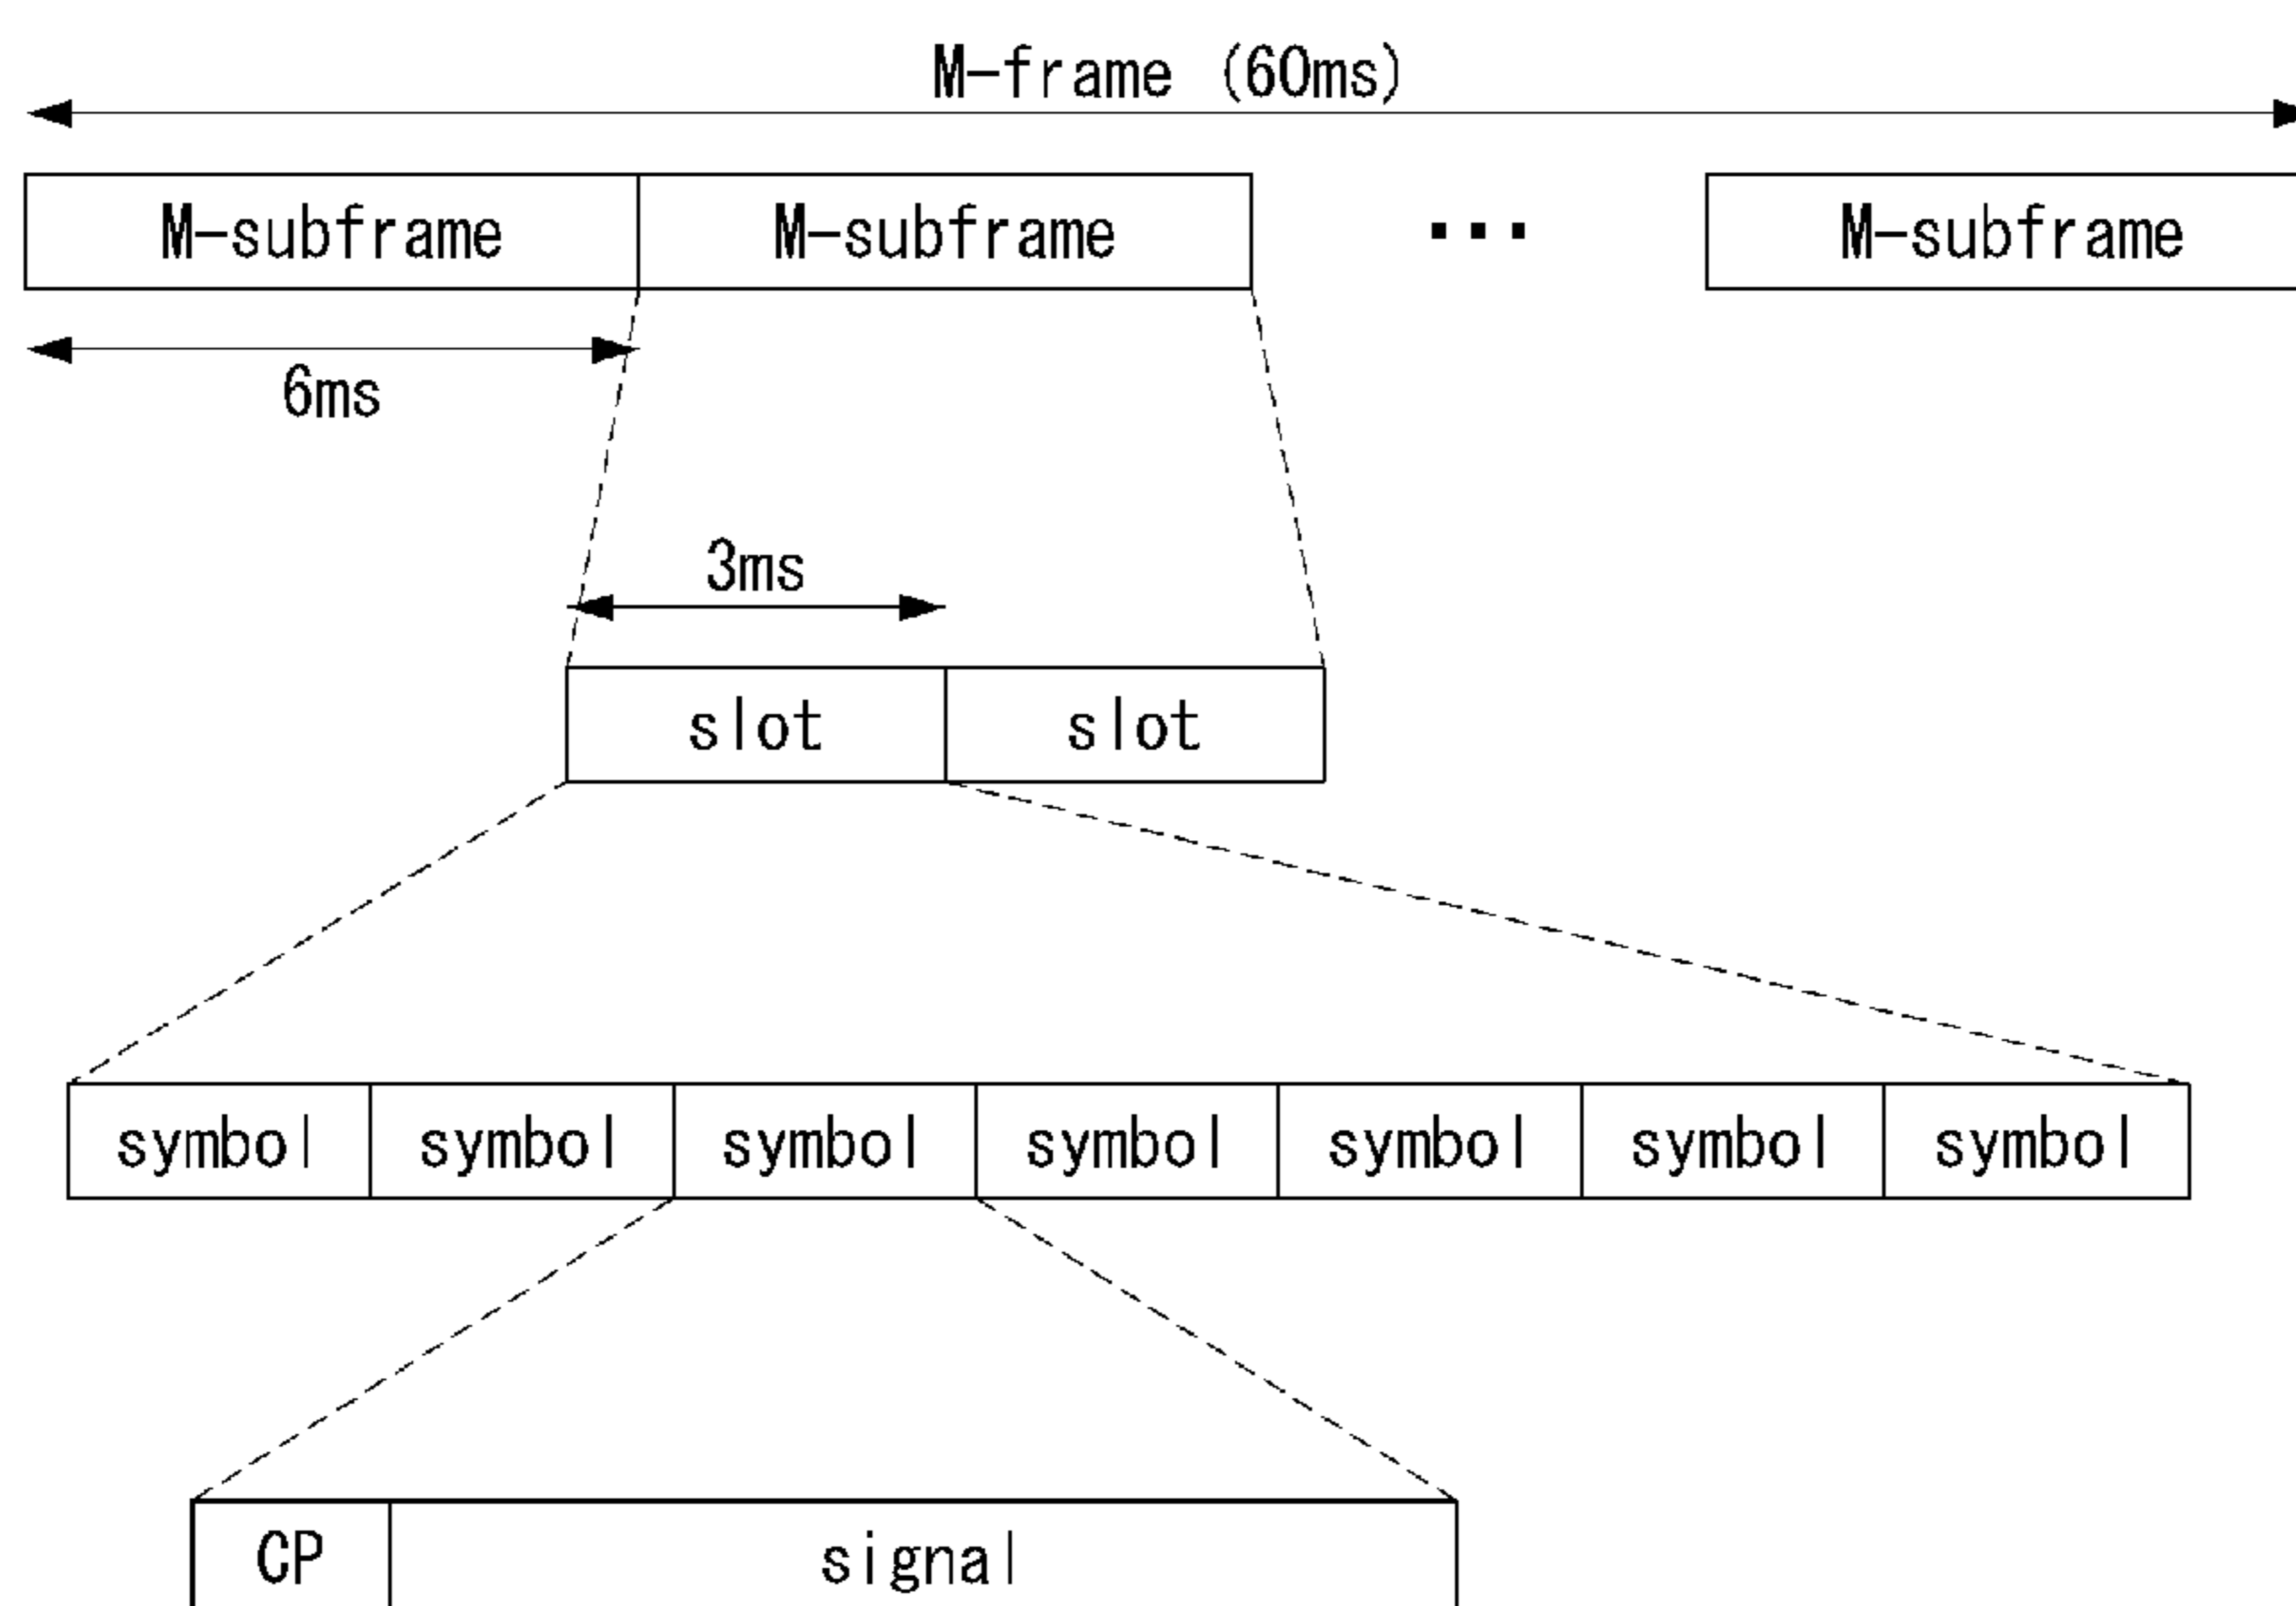 M-frame (60ms)
M-subframe M-subframe ... M-subframe
6ms
3ms
slot slot
symbol symbol symbol symbol symbol symbol symbol
CP signal